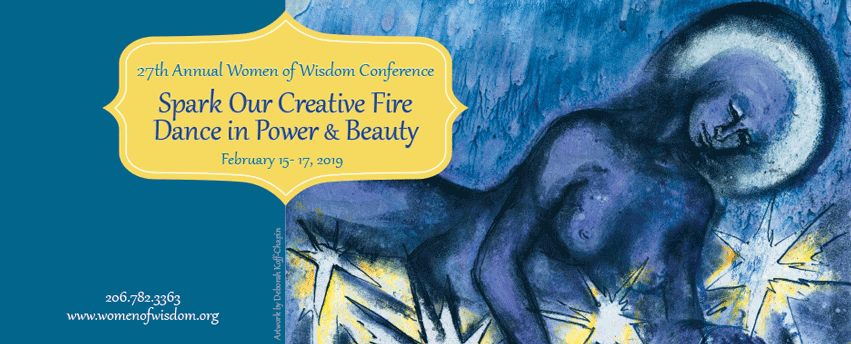 27th Annual Women of Wisdom Conference
Spark Our Creative Fire
Dance in Power & Beauty
February 15- 17, 2019
206.782.3363
www.womenofwisdom.org
Artwork by Deborah Koff-Chapin